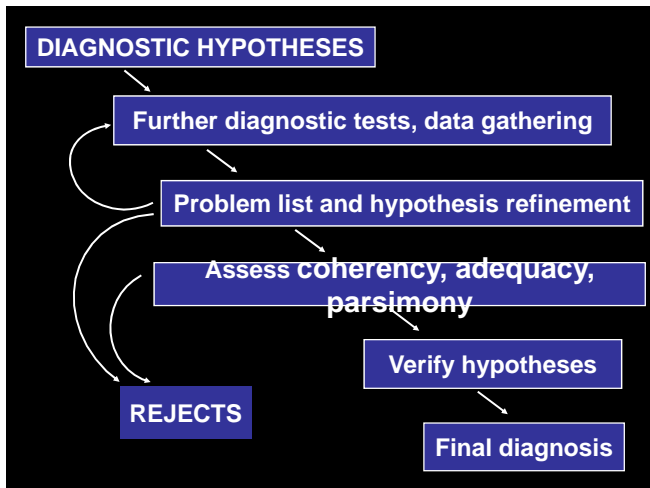 DIAGNOSTIC HYPOTHESES
Further diagnostic tests, data gathering
Problem list and hypothesis refinement
Assess coherency, adequacy,
parsimony
Verify hypotheses
REJECTS
Final diagnosis